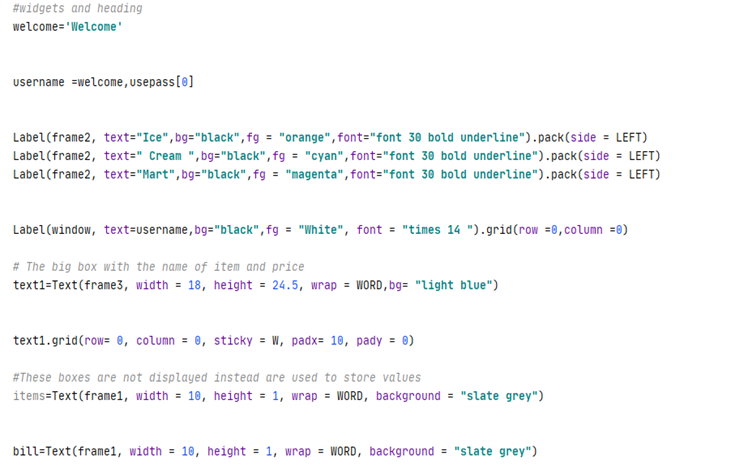 #widgets and heading
welcome='Welcome'
username =welcome,usepass[0]
Label(frame2, text="Ice",bg="black",fg = "orange",font="font 30 bold underline").pack(side = LEFT)
Label(frame2, text=" Cream ",bg="black",fg = "cyan",font="font 30 bold underline").pack(side = LEFT)
Label(frame2, text="Mart",bg="black",fg = "magenta",font="font 30 bold underline").pack(side = LEFT)
Label(window, text=username,bg="black",fg = "White", font = "times 14 ").grid(row =0,column =0)
# The big box with the name of item and price
text1=Text(frame3, width = 18, height = 24.5, wrap = WORD,bg= "light blue")
text1.grid(row= 0, column = 0, sticky = W, padx= 10, pady = 0)
#These boxes are not displayed instead are used to store values
items=Text(frame1, width = 10, height = 1, wrap = WORD, background = "slate grey")
bill=Text(frame1, width = 10, height = 1, wrap = WORD, background = "slate grey")